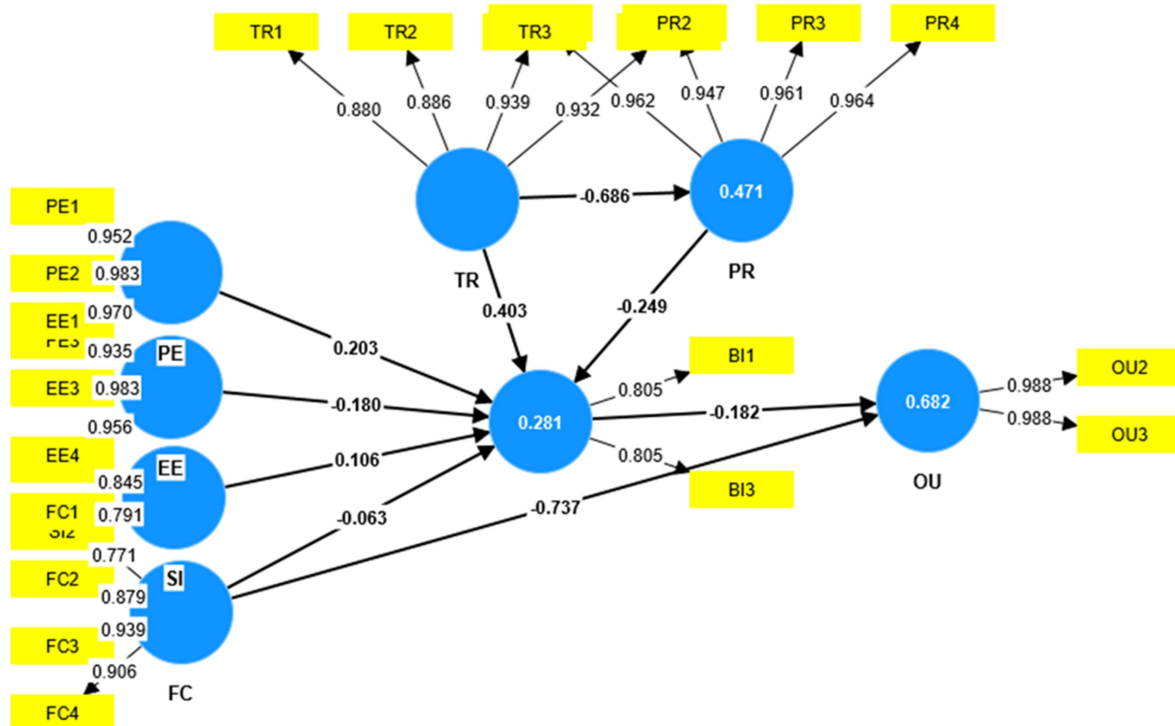 TR1
TR2
TR3
PR2
PR3
PR4
0.880
0.886
0.939
0.932
0.962
0.947
0.961
0.964
PE1
0.952
PE2
0.983
0.970
EE1
PE3
0.935
PE
EE3
0.983
0.956
EE4
EE
0.845
FC1
0.791
SI2
0.771
SI
FC2
0.879
0.939
FC3
0.906
FC
FC4
-0.686
0.471
TR
PR
0.403
-0.249
0.203
-0.180
0.106
-0.063
0.281
0.805
BI1
0.805
BI3
-0.182
-0.737
0.682
OU
0.988
OU2
0.988
OU3